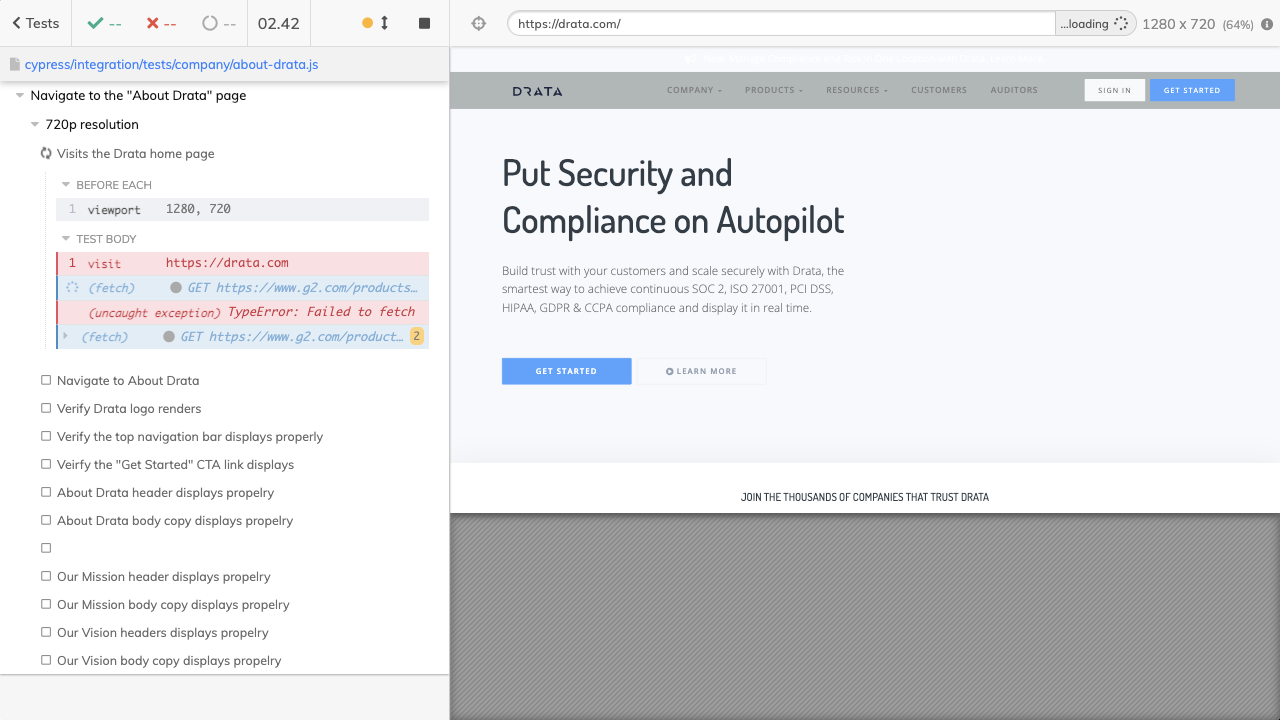 Tests
--
--
--
02.42
https://drata.com/
...loading
1280 x 720 (64%)
cypress/integration/tests/company/about-drata.js
Navigate to the "About Drata" page
720p resolution
Visits the Drata home page
BEFORE EACH
1 viewport 1280, 720
TEST BODY
1 visit https://drata.com
(fetch) GET https://www.g2.com/products...
(uncaught exception) TypeError: Failed to fetch
(fetch) GET https://www.g2.com/product... 2
Navigate to About Drata
Verify Drata logo renders
Verify the top navigation bar displays properly
Veirfy the "Get Started" CTA link displays
About Drata header displays propelry
About Drata body copy displays propelry
Our Mission header displays propelry
Our Mission body copy displays propelry
Our Vision headers displays propelry
Our Vision body copy displays propelry
DRATA
COMPANY
PRODUCTS
RESOURCES
CUSTOMERS
AUDITORS
SIGN IN
GET STARTED
Put Security and
Compliance on Autopilot
Build trust with your customers and scale securely with Drata, the
smartest way to achieve continuous SOC 2, ISO 27001, PCI DSS,
HIPAA, GDPR & CCPA compliance and display it in real time.
GET STARTED
LEARN MORE
JOIN THE THOUSANDS OF COMPANIES THAT TRUST DRATA